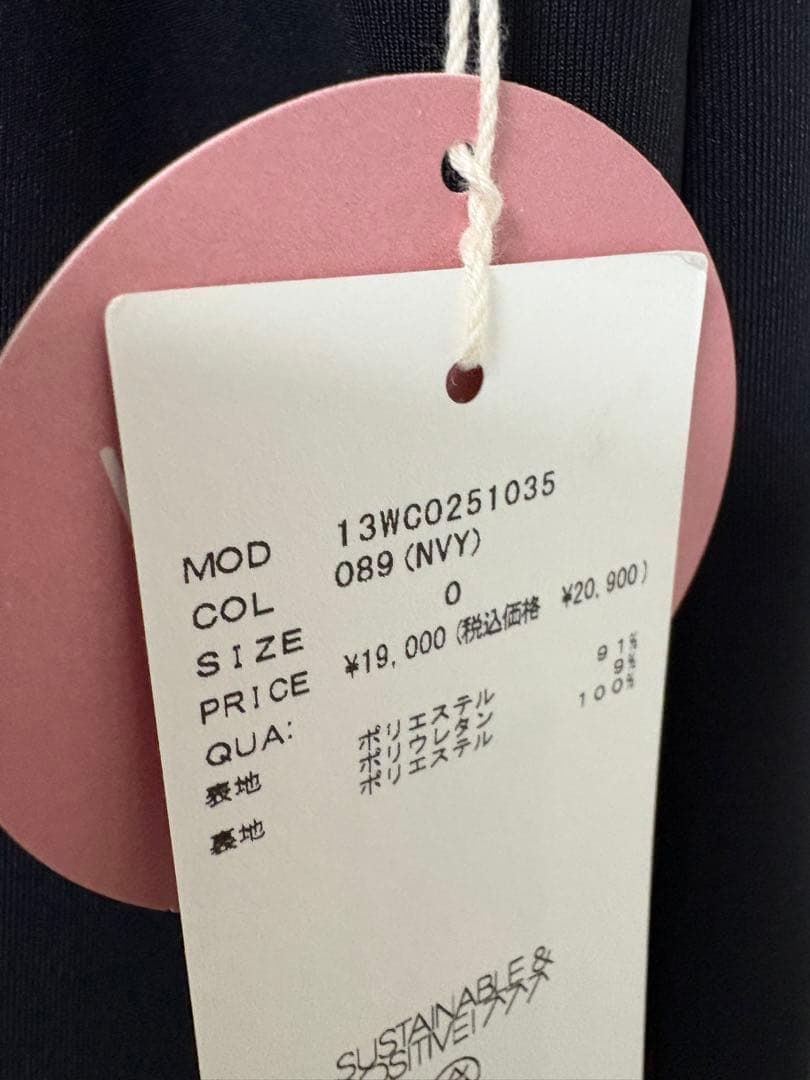 MOD 13WCO251035
COL 089(NVY)
SIZE 0
PRICE ¥19,000(税込価格 ¥20,900)
QUA:
表地 ポリエステル 91%
ポリウレタン 9%
裏地 ポリエステル 100%
SUSTAINABLE &
POSITIVE!